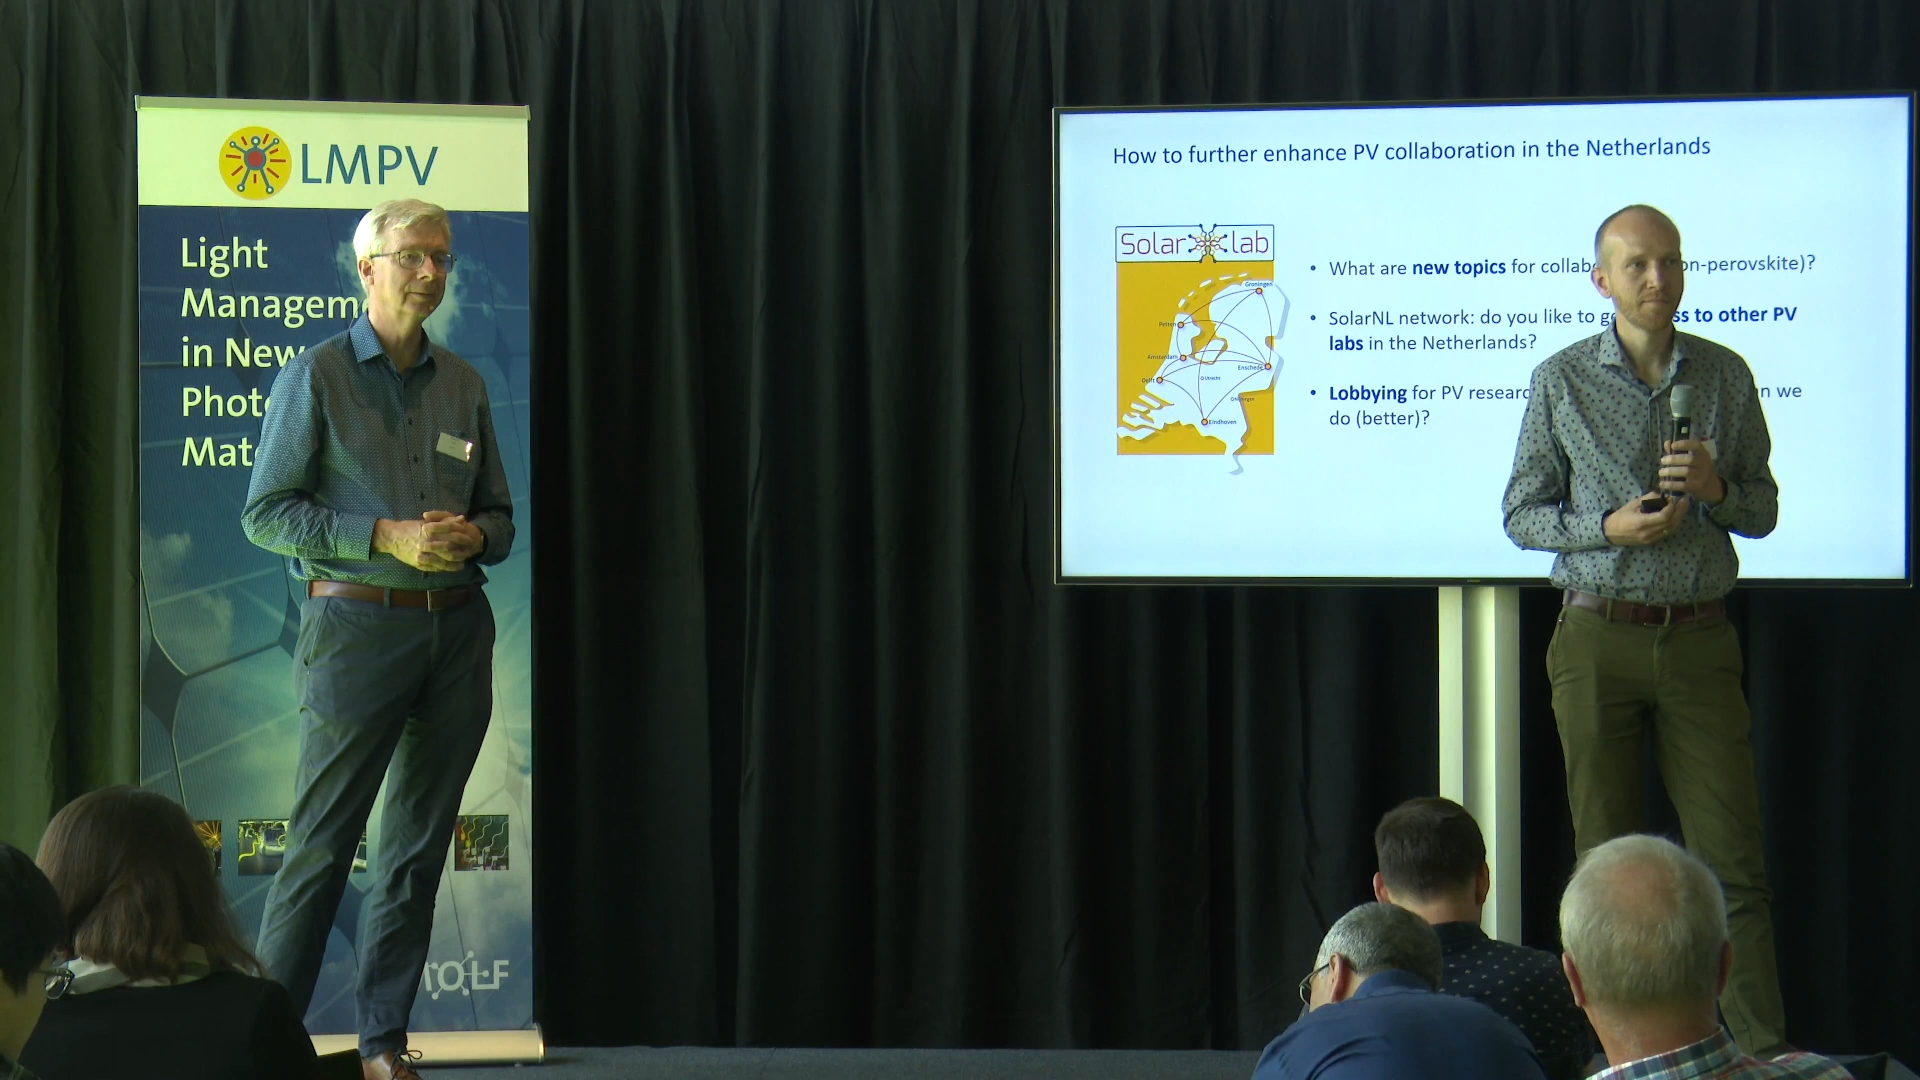 LMPV
Light
Managem
in New
Phot
Mat
OLF
How to further enhance PV collaboration in the Netherlands
Solar lab
Groningen
Petten
Amsterdam
Enschede
Delft
Utrecht
Eindhoven
• What are new topics for collab on-perovskite)?
• SolarNL network: do you like to g ss to other PV
labs in the Netherlands?
• Lobbying for PV researc n we
do (better)?